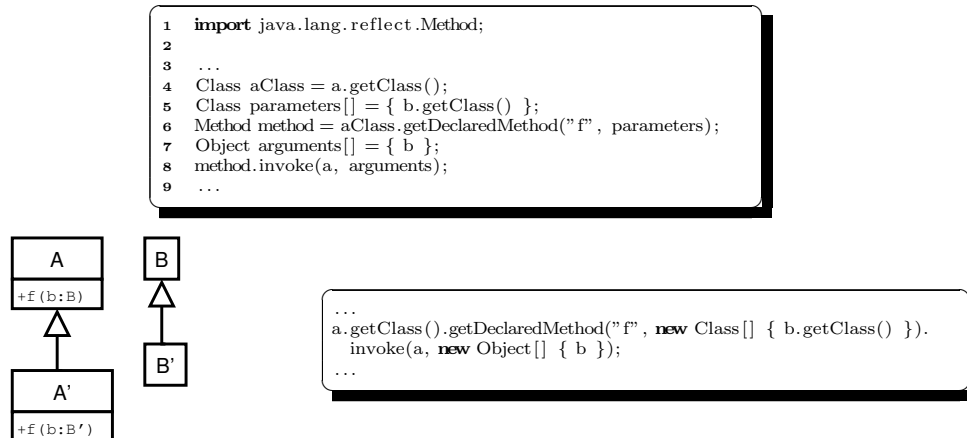 1 import java.lang.reflect.Method;
2
3 ...
4 Class aClass = a.getClass();
5 Class parameters[] = { b.getClass() };
6 Method method = aClass.getDeclaredMethod("f", parameters);
7 Object arguments[] = { b };
8 method.invoke(a, arguments);
9 ...
A
+f(b:B)
B
A'
+f(b:B')
B'
...
a.getClass().getDeclaredMethod("f", new Class[] { b.getClass() }).
invoke(a, new Object[] { b });
...